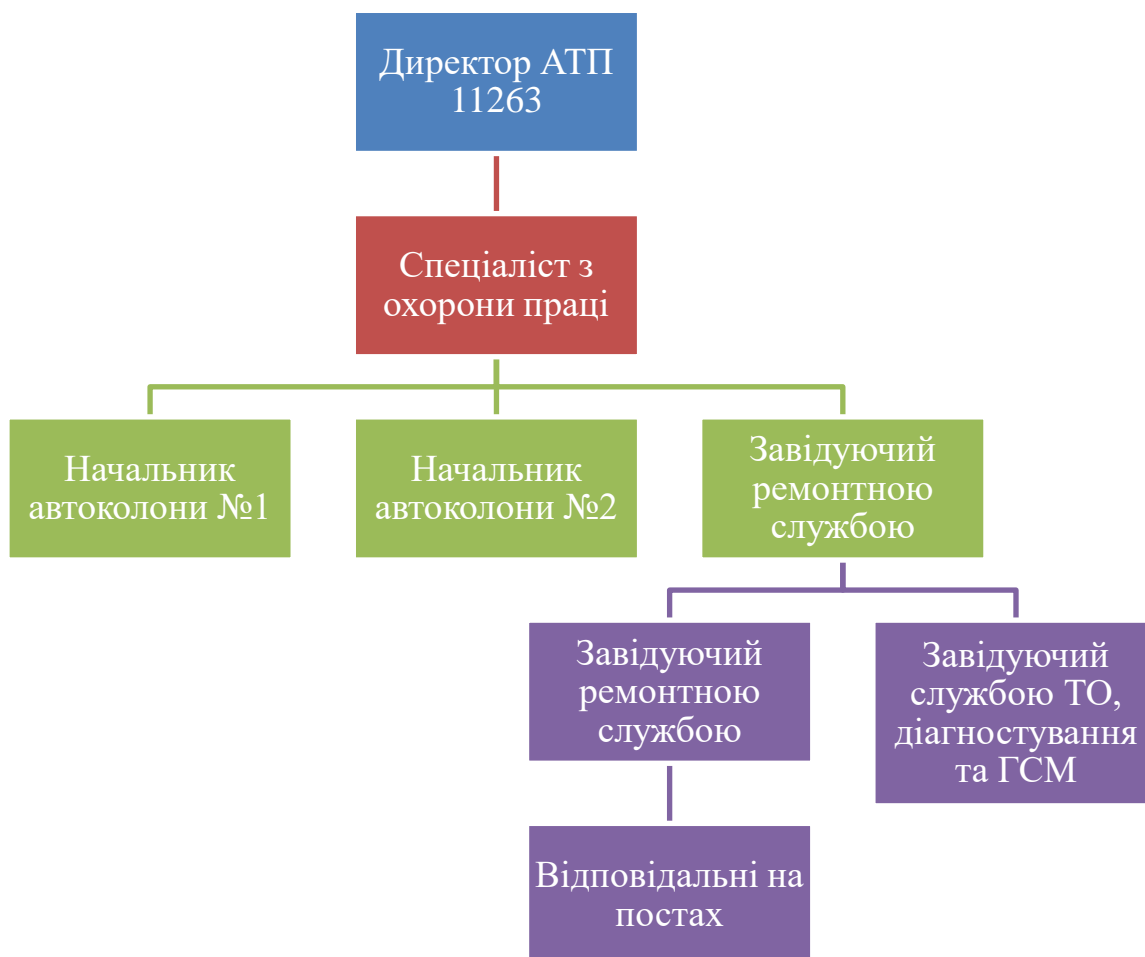 Директор АТП
11263
Спеціаліст з
охорони праці
Начальник
автоколони №1
Начальник
автоколони №2
Завідуючий
ремонтною
службою
Завідуючий
ремонтною
службою
Завідуючий
службою ТО,
діагностування
та ГСМ
Відповідальні на
постах